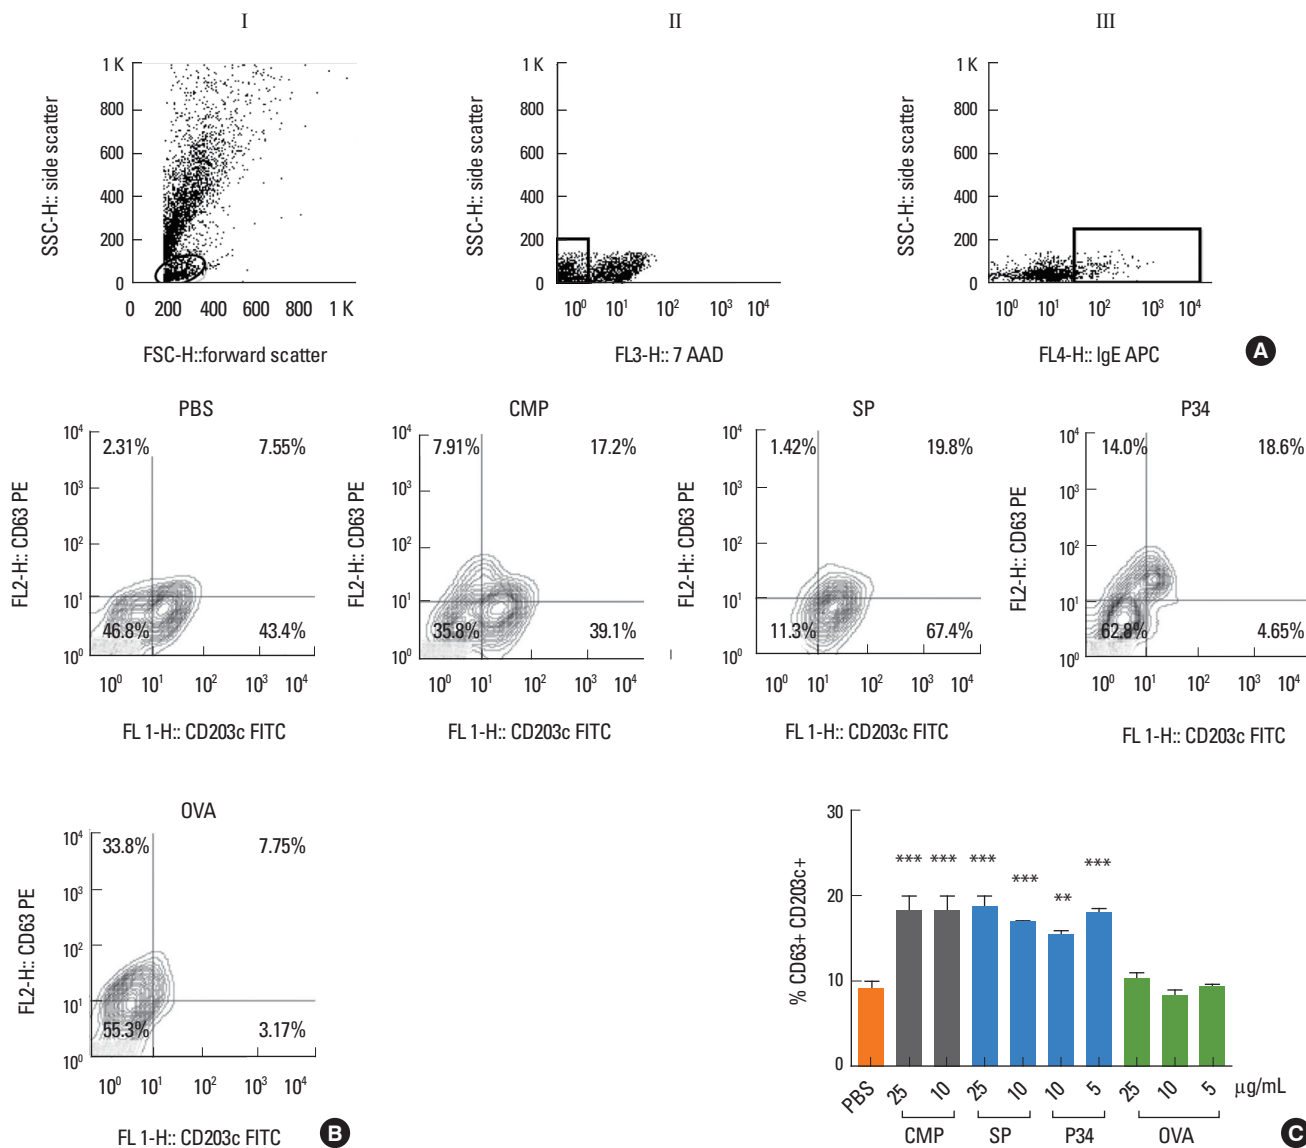 I II III
1 K 1 K 1 K
800 800 800
600 600 600
400 400 400
200 200 200
0 0 0
SSC-H:: side scatter SSC-H:: side scatter SSC-H:: side scatter
0 200 400 600 800 1 K 10⁰ 10¹ 10² 10³ 10⁴ 10⁰ 10¹ 10² 10³ 10⁴
FSC-H::forward scatter FL3-H:: 7 AAD FL4-H:: IgE APC A
PBS CMP SP P34
10⁴ 2.31% 7.55% 10⁴ 7.91% 17.2% 10⁴ 1.42% 19.8% 10⁴ 14.0% 18.6%
10³ 10³ 10³ 10³
10² 10² 10² 10²
10¹ 10¹ 10¹ 10¹
46.8% 43.4% 35.8% 39.1% 11.3% 67.4% 62.8% 4.65%
10⁰ 10⁰ 10⁰ 10⁰
FL2-H:: CD63 PE FL2-H:: CD63 PE FL2-H:: CD63 PE FL2-H:: CD63 PE
10⁰ 10¹ 10² 10³ 10⁴ 10⁰ 10¹ 10² 10³ 10⁴ 10⁰ 10¹ 10² 10³ 10⁴ 10⁰ 10¹ 10² 10³ 10⁴
FL 1-H:: CD203c FITC FL 1-H:: CD203c FITC FL 1-H:: CD203c FITC FL 1-H:: CD203c FITC
OVA
10⁴ 33.8% 7.75%
10³
10²
10¹
55.3% 3.17%
10⁰
FL2-H:: CD63 PE
10⁰ 10¹ 10² 10³ 10⁴
FL 1-H:: CD203c FITC B
30
20
10
0
% CD63+ CD203c+
*** *** *** *** ** ***
PBS 25 10 25 10 10 5 25 10 5 µg/mL
CMP SP P34 OVA C